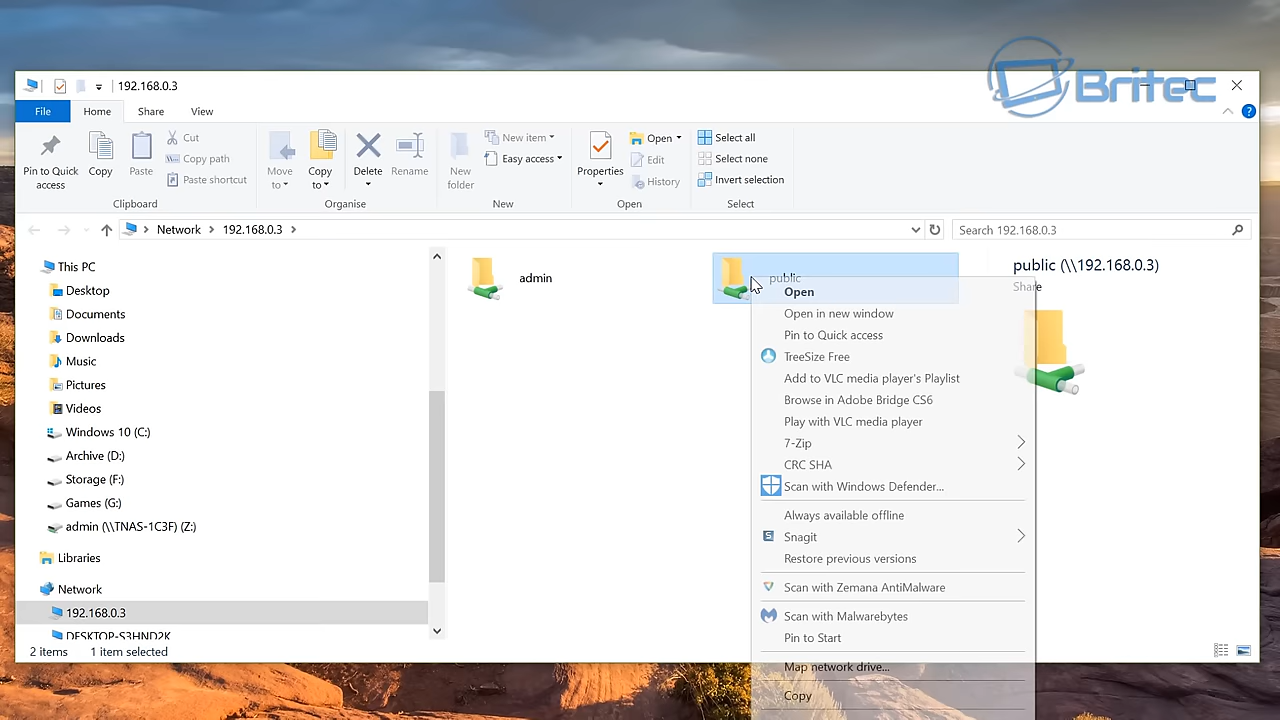 Britec
192.168.0.3
File
Home
Share
View
Pin to Quick access
Copy
Paste
Cut
Copy path
Paste shortcut
Clipboard
Move to
Copy to
Delete
Rename
Organise
New folder
New item
Easy access
New
Properties
Open
Edit
History
Open
Select all
Select none
Invert selection
Select
Network
192.168.0.3
Search 192.168.0.3
This PC
Desktop
Documents
Downloads
Music
Pictures
Videos
Windows 10 (C:)
Archive (D:)
Storage (F:)
Games (G:)
admin (\\TNAS-1C3F) (Z:)
Libraries
Network
192.168.0.3
DESKTOP-S3HND2K
2 items
1 item selected
admin
public
public (\\192.168.0.3)
Share
Open
Open in new window
Pin to Quick access
TreeSize Free
Add to VLC media player's Playlist
Browse in Adobe Bridge CS6
Play with VLC media player
7-Zip
CRC SHA
Scan with Windows Defender...
Always available offline
Snagit
Restore previous versions
Scan with Zemana AntiMalware
Scan with Malwarebytes
Pin to Start
Map network drive...
Copy